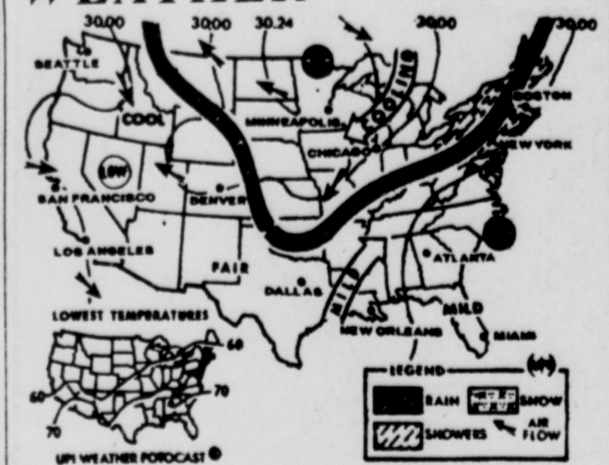 WEATHER
30.00 30.00 30.24 30.00 30.00
SEATTLE
COOL
MINNEAPOLIS
COOLING
BOSTON
CHICAGO
NEW YORK
LOW
SAN FRANCISCO
DENVER
LOS ANGELES
FAIR
ATLANTA
DALLAS
MILD
MILD
NEW ORLEANS
MIAMI
LOWEST TEMPERATURES
60
60
70
70
LEGEND
RAIN
SNOW
SHOWERS
AIR
FLOW
UPI WEATHER FOTOCAST